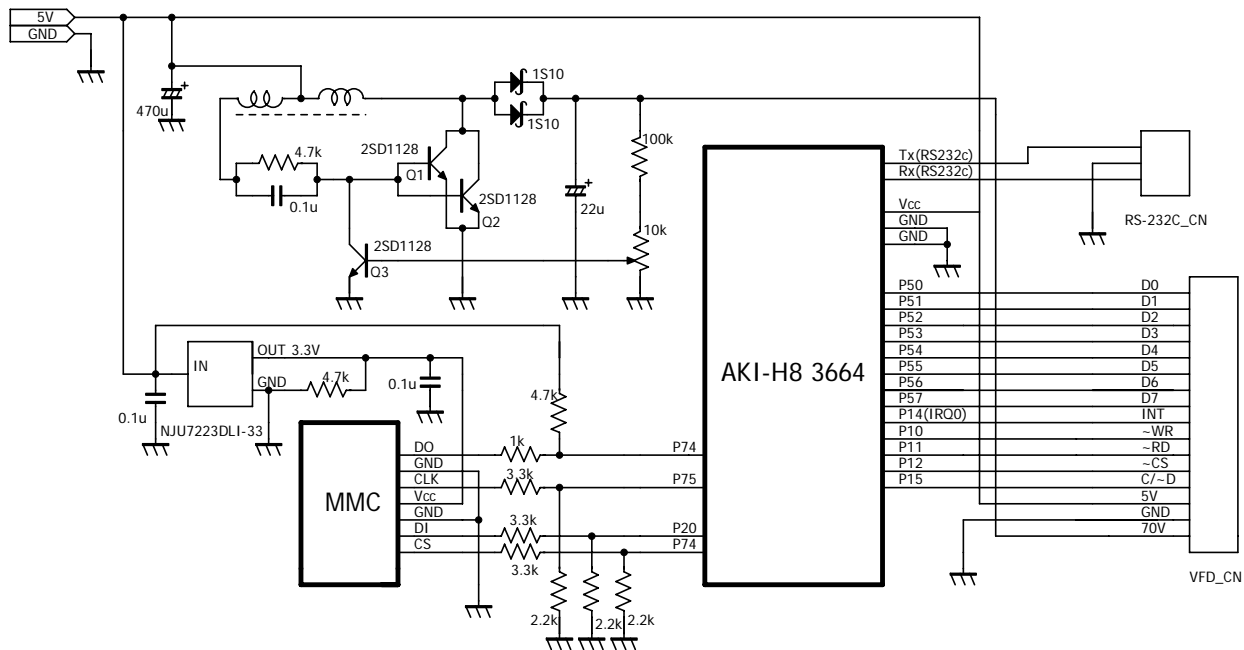 5V
GND
470u
1S10
1S10
4.7k
0.1u
2SD1128
Q1
2SD1128
Q2
2SD1128
Q3
22u
100k
10k
Tx(RS232c)
Rx(RS232c)
Vcc
GND
GND
RS-232C_CN
AKI-H8 3664
P50 D0
P51 D1
P52 D2
P53 D3
P54 D4
P55 D5
P56 D6
P57 D7
P14(IRQ0) INT
P10 ~WR
P11 ~RD
P12 ~CS
P15 C/~D
5V
GND
70V
VFD_CN
IN
OUT 3.3V
GND
4.7k
0.1u
0.1u
NJU7223DLI-33
4.7k
MMC
DO 1k P74
GND
CLK 3.3k P75
Vcc
GND
DI 3.3k P20
CS 3.3k P74
2.2k
2.2k
2.2k